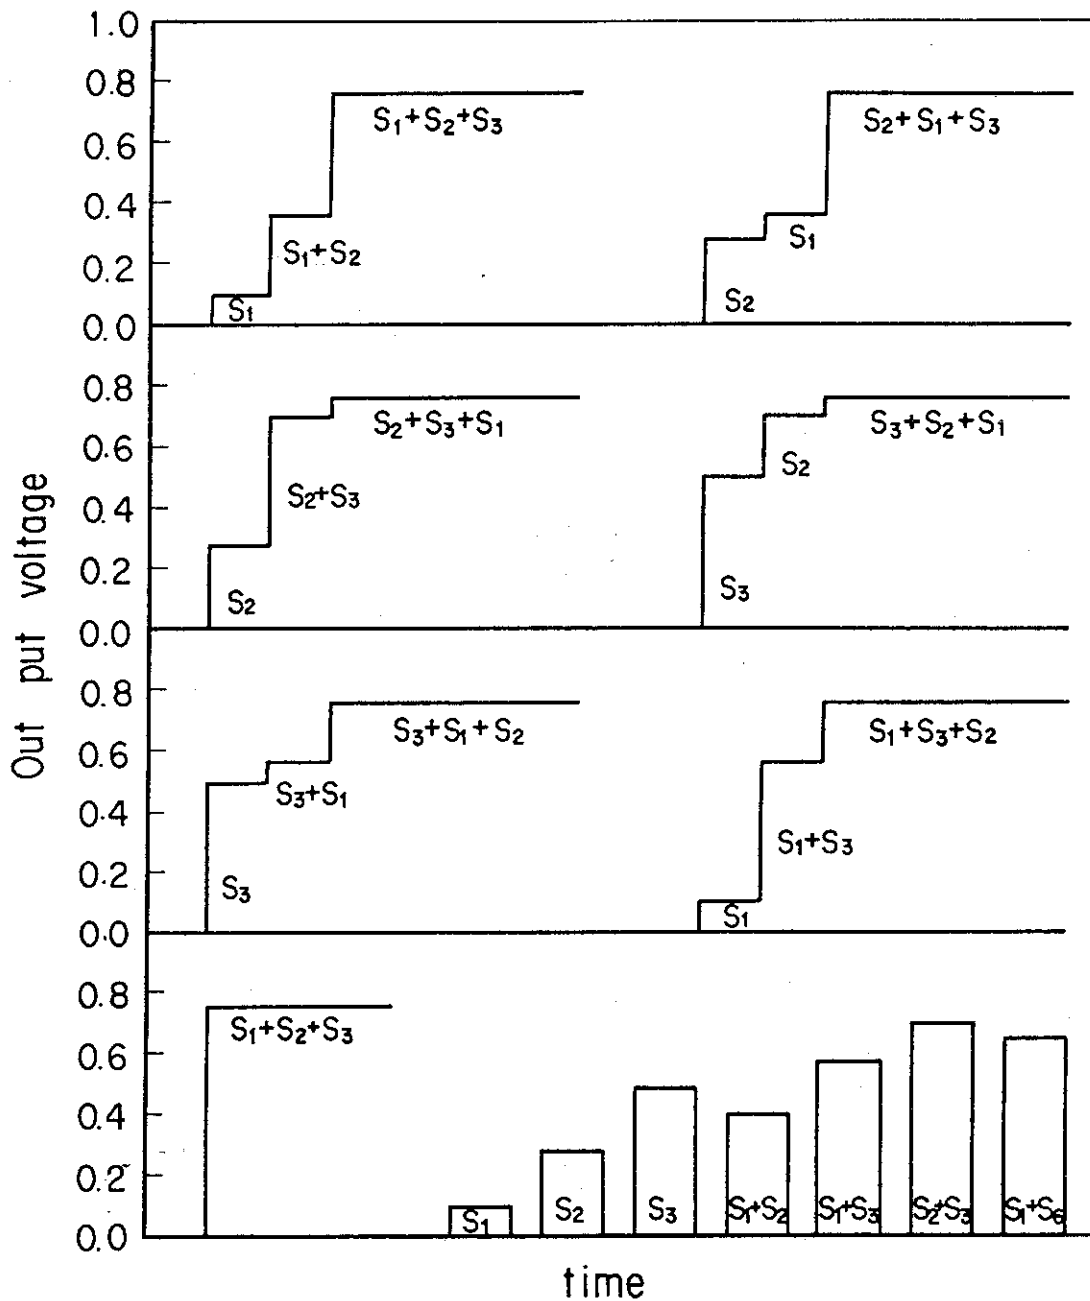 Out put voltage
1.0
0.8
0.6
0.4
0.2
0.0
S₁
S₁+S₂
S₁+S₂+S₃
S₂
S₁
S₂+S₁+S₃
0.8
0.6
0.4
0.2
0.0
S₂
S₂+S₃
S₂+S₃+S₁
S₃
S₂
S₃+S₂+S₁
0.8
0.6
0.4
0.2
0.0
S₃
S₃+S₁
S₃+S₁+S₂
S₁
S₁+S₃
S₁+S₃+S₂
0.8
0.6
0.4
0.2
0.0
S₁+S₂+S₃
S₁
S₂
S₃
S₁+S₂
S₁+S₃
S₂+S₃
S₁+S₆
time